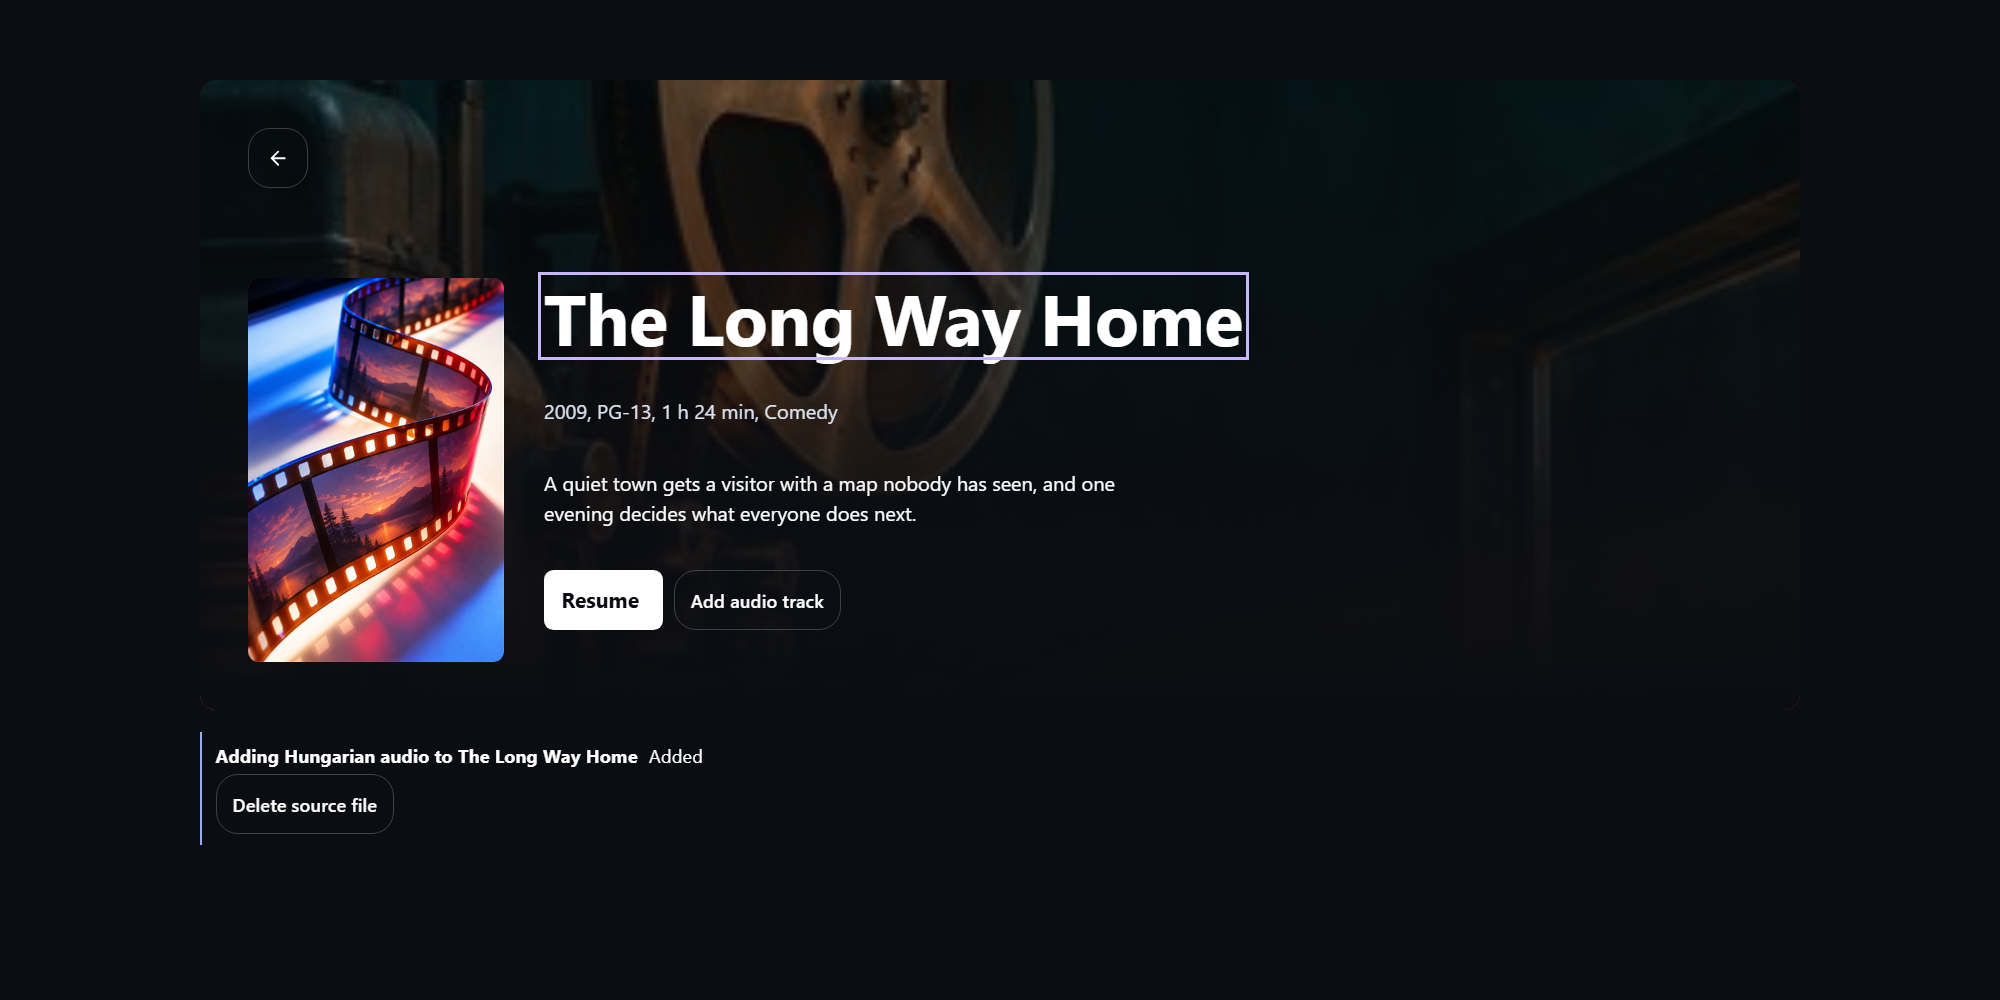 The Long Way Home
2009, PG-13, 1 h 24 min, Comedy
A quiet town gets a visitor with a map nobody has seen, and one
evening decides what everyone does next.
Resume
Add audio track
Adding Hungarian audio to The Long Way Home Added
Delete source file